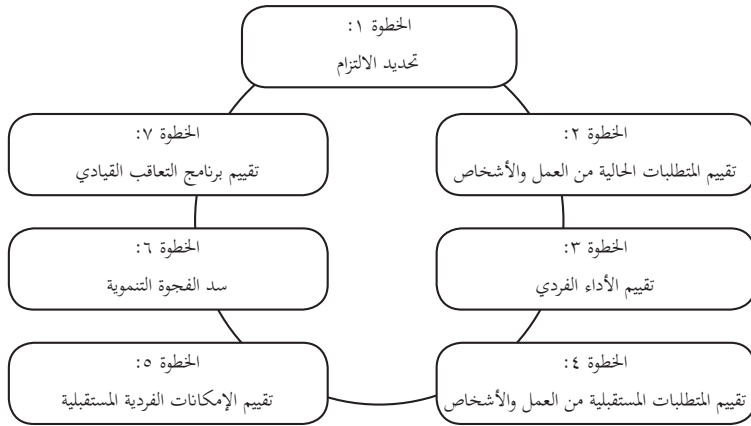 الخطوة ١:
تحديد الالتزام
الخطوة ٢:
تقييم المتطلبات الحالية من العمل والأشخاص
الخطوة ٣:
تقييم الأداء الفردي
الخطوة ٤:
تقييم المتطلبات المستقبلية من العمل والأشخاص
الخطوة ٥:
تقييم الإمكانات الفردية المستقبلية
الخطوة ٦:
سد الفجوة التنموية
الخطوة ٧:
تقييم برنامج التعاقب القيادي